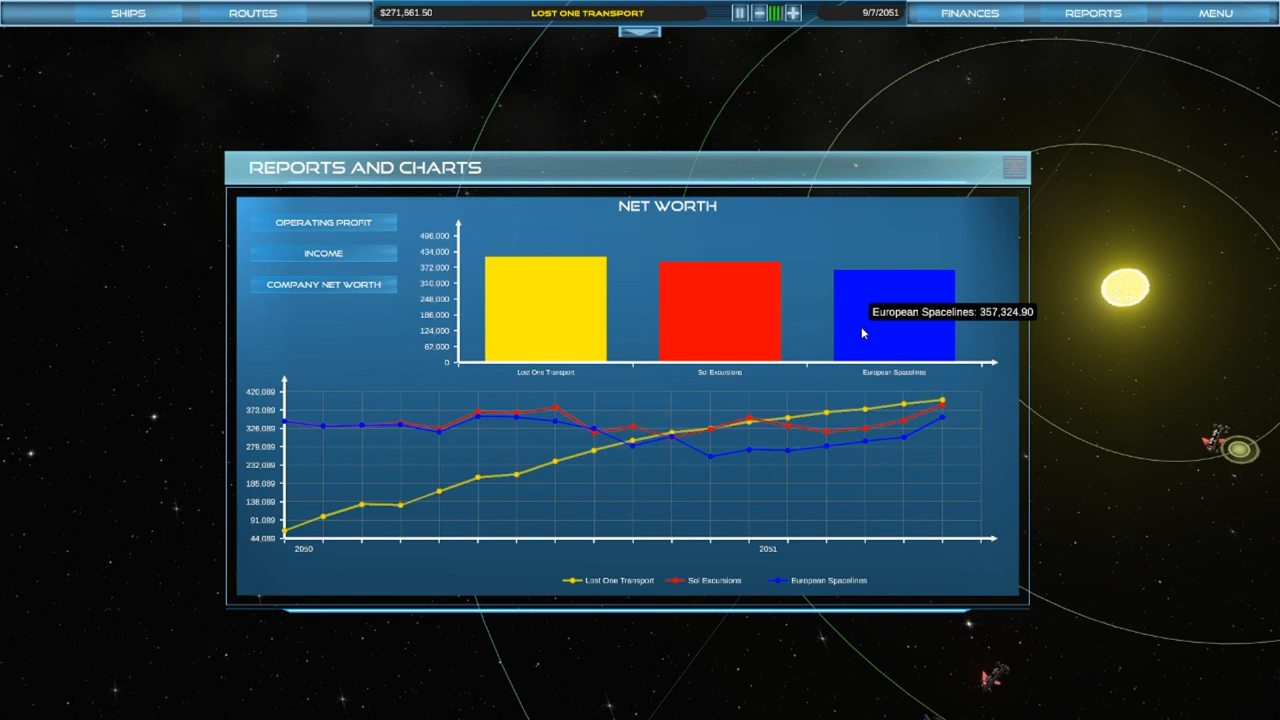 SHIPS
ROUTES
$271,661.50
LOST ONE TRANSPORT
9/7/2051
FINANCES
REPORTS
MENU
REPORTS AND CHARTS
OPERATING PROFIT
INCOME
COMPANY NET WORTH
NET WORTH
496,000
434,000
372,000
310,000
248,000
186,000
124,000
62,000
0
European Spacelines: 357,324.90
Lost One Transport
Sol Excursions
European Spacelines
420,089
373,089
326,089
279,089
232,089
185,089
138,089
91,089
44,089
2050
2051
Lost One Transport
Sol Excursions
European Spacelines